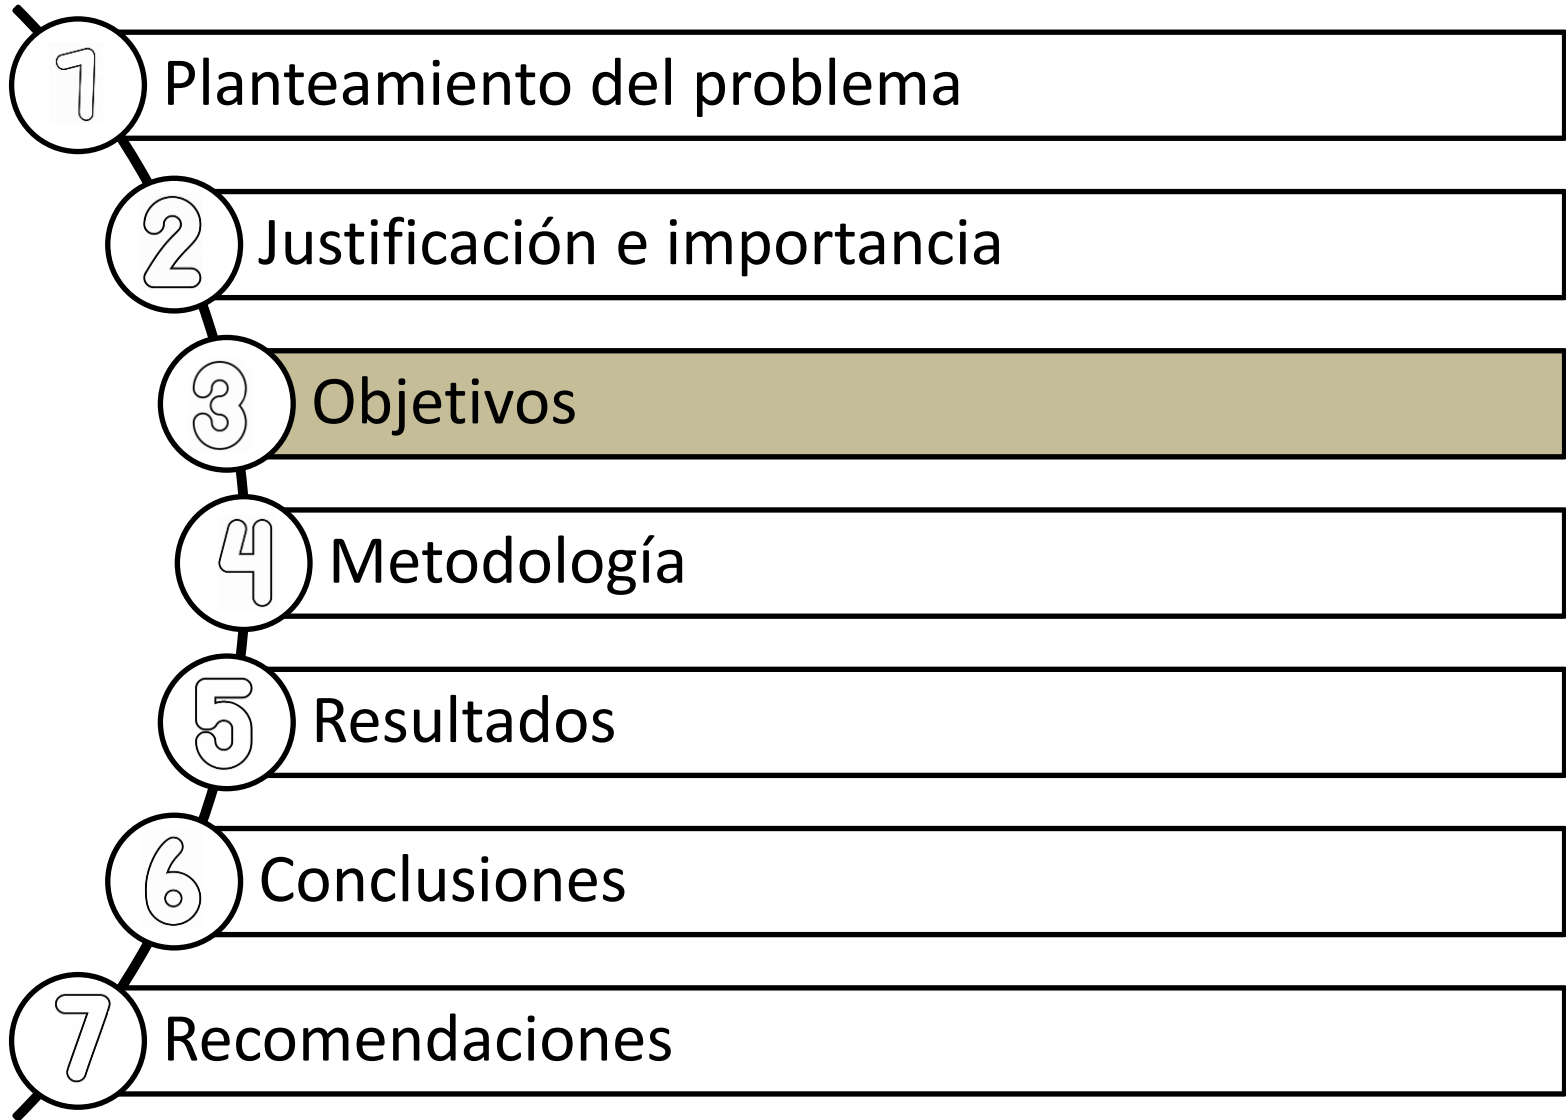 1 Planteamiento del problema
2 Justificación e importancia
3 Objetivos
4 Metodología
5 Resultados
6 Conclusiones
7 Recomendaciones